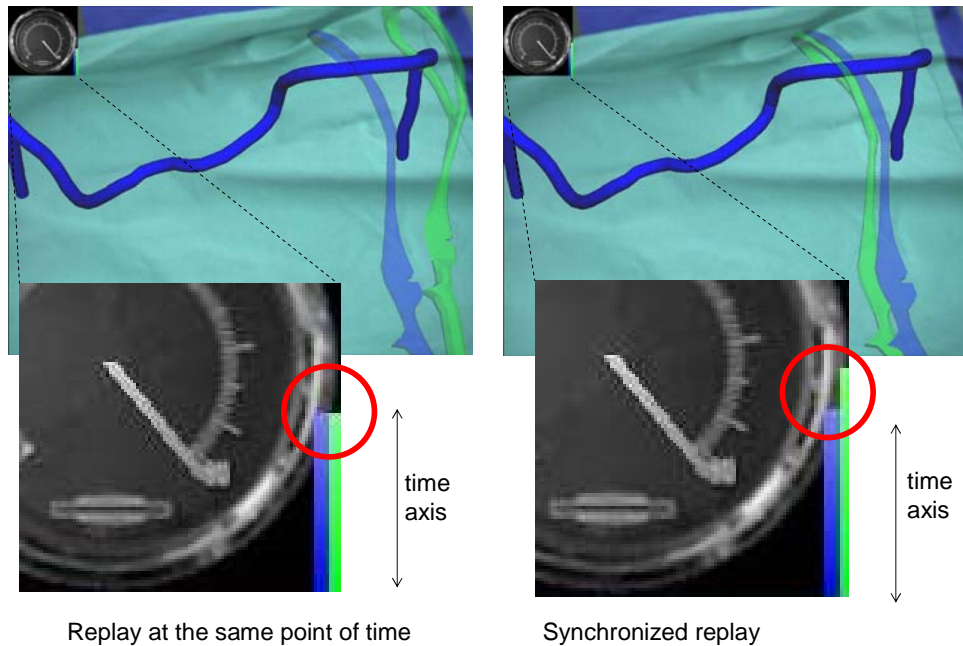 time
axis
time
axis
Replay at the same point of time
Synchronized replay